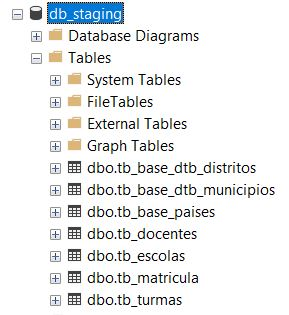 db_staging
Database Diagrams
Tables
System Tables
FileTables
External Tables
Graph Tables
dbo.tb_base_dtb_distritos
dbo.tb_base_dtb_municipios
dbo.tb_base_paises
dbo.tb_docentes
dbo.tb_escolas
dbo.tb_matricula
dbo.tb_turmas